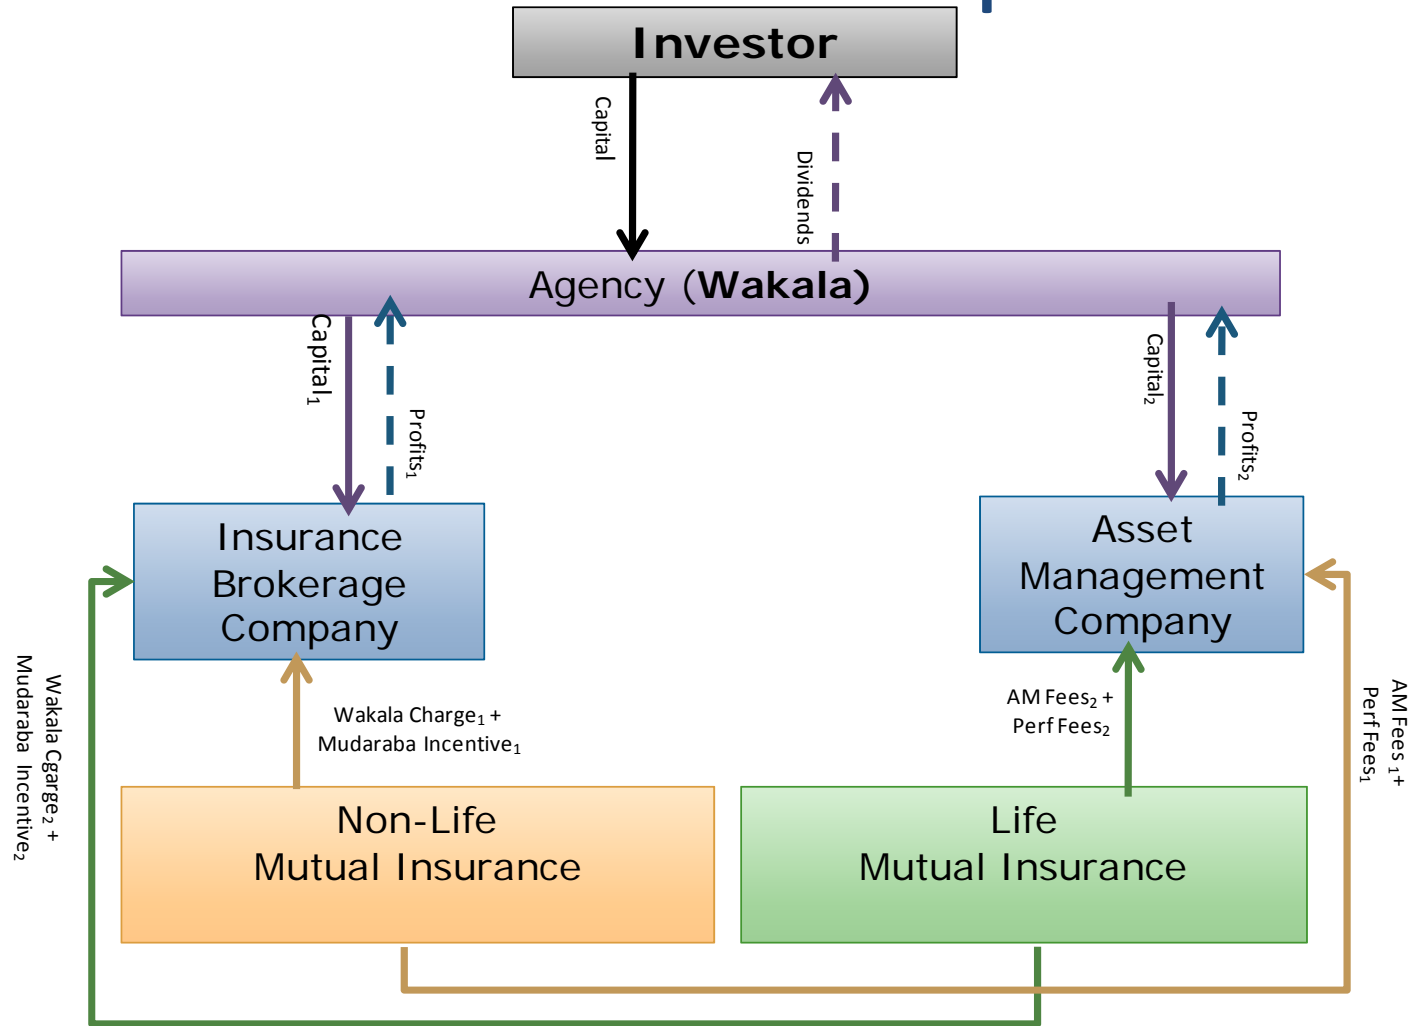 Investor
Capital
Dividends
Agency (Wakala)
Capital₁
Profits₁
Capital₂
Profits₂
Insurance
Brokerage
Company
Asset
Management
Company
Wakala Cgarge₂ +
Mudaraba Incentive₂
Wakala Charge₁ +
Mudaraba Incentive₁
AM Fees₂ +
Perf Fees₂
AM Fees ₁+
Perf Fees₁
Non-Life
Mutual Insurance
Life
Mutual Insurance